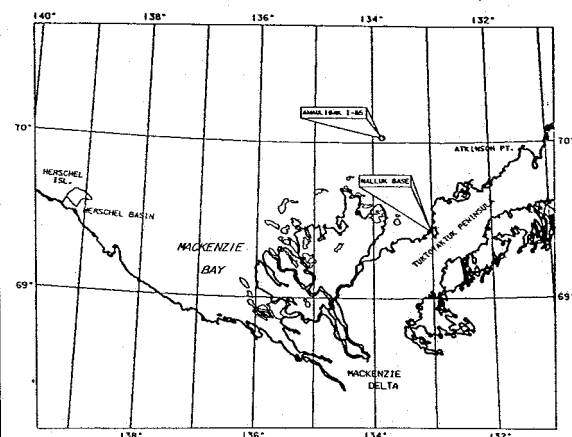 140° 138° 136° 134° 132°
AMAULIGAK I-65
70° 70°
ATKINSON PT.
HERSCHEL
ISL.
NALLUK BASE
HERSCHEL BASIN
TUKTOYAKTUK PENINSUL
MACKENZIE
BAY
69° 69°
MACKENZIE
DELTA
138° 136° 134° 132°